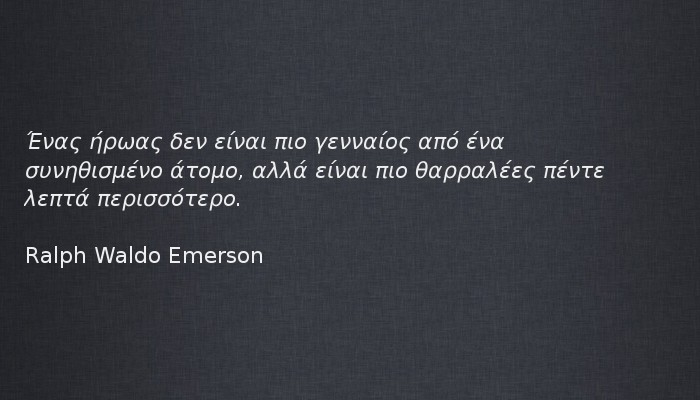 Ένας ήρωας δεν είναι πιο γενναίος από ένα
συνηθισμένο άτομο, αλλά είναι πιο θαρραλέες πέντε
λεπτά περισσότερο.
Ralph Waldo Emerson